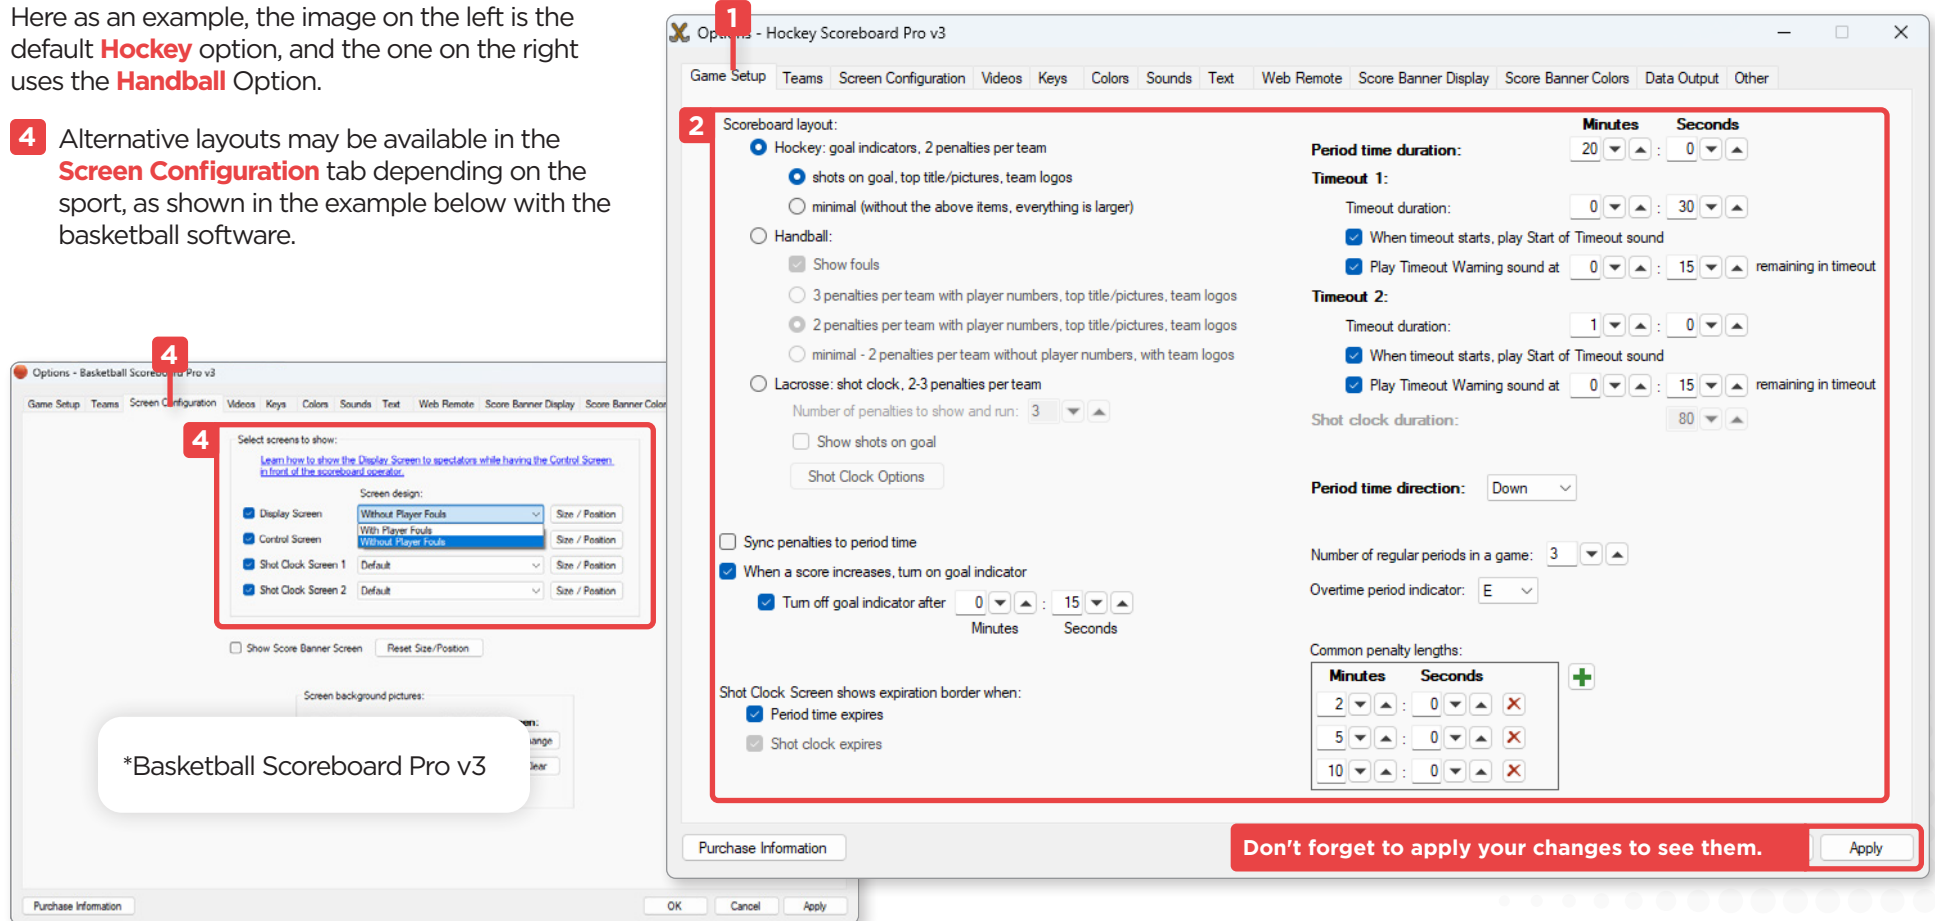 Here as an example, the image on the left is the
default Hockey option, and the one on the right
uses the Handball Option.
4 Alternative layouts may be available in the
Screen Configuration tab depending on the
sport, as shown in the example below with the
basketball software.
4
Options - Basketball Scoreboard Pro v3
Game Setup Teams Screen Configuration Videos Keys Colors Sounds Text Web Remote Score Banner Display Score Banner Color
4
Select screens to show:
Learn how to show the Display Screen to spectators while having the Control Screen
in front of the scoreboard operator.
Screen design:
Display Screen Without Player Fouls Size / Position
With Player Fouls
Control Screen Without Player Fouls Size / Position
Shot Clock Screen 1 Default Size / Position
Shot Clock Screen 2 Default Size / Position
Show Score Banner Screen Reset Size/Position
Screen background pictures:
en:
ange
lear
*Basketball Scoreboard Pro v3
Purchase Information OK Cancel Apply
1
Options - Hockey Scoreboard Pro v3
Game Setup Teams Screen Configuration Videos Keys Colors Sounds Text Web Remote Score Banner Display Score Banner Colors Data Output Other
2
Scoreboard layout:
Hockey: goal indicators, 2 penalties per team
shots on goal, top title/pictures, team logos
minimal (without the above items, everything is larger)
Handball:
Show fouls
3 penalties per team with player numbers, top title/pictures, team logos
2 penalties per team with player numbers, top title/pictures, team logos
minimal - 2 penalties per team without player numbers, with team logos
Lacrosse: shot clock, 2-3 penalties per team
Number of penalties to show and run: 3
Show shots on goal
Shot Clock Options
Sync penalties to period time
When a score increases, turn on goal indicator
Turn off goal indicator after 0 : 15
Minutes Seconds
Shot Clock Screen shows expiration border when:
Period time expires
Shot clock expires
Minutes Seconds
Period time duration: 20 : 0
Timeout 1:
Timeout duration: 0 : 30
When timeout starts, play Start of Timeout sound
Play Timeout Warning sound at 0 : 15 remaining in timeout
Timeout 2:
Timeout duration: 1 : 0
When timeout starts, play Start of Timeout sound
Play Timeout Warning sound at 0 : 15 remaining in timeout
Shot clock duration: 80
Period time direction: Down
Number of regular periods in a game: 3
Overtime period indicator: E
Common penalty lengths:
Minutes Seconds
2 : 0
5 : 0
10 : 0
Purchase Information
Don't forget to apply your changes to see them.
Apply